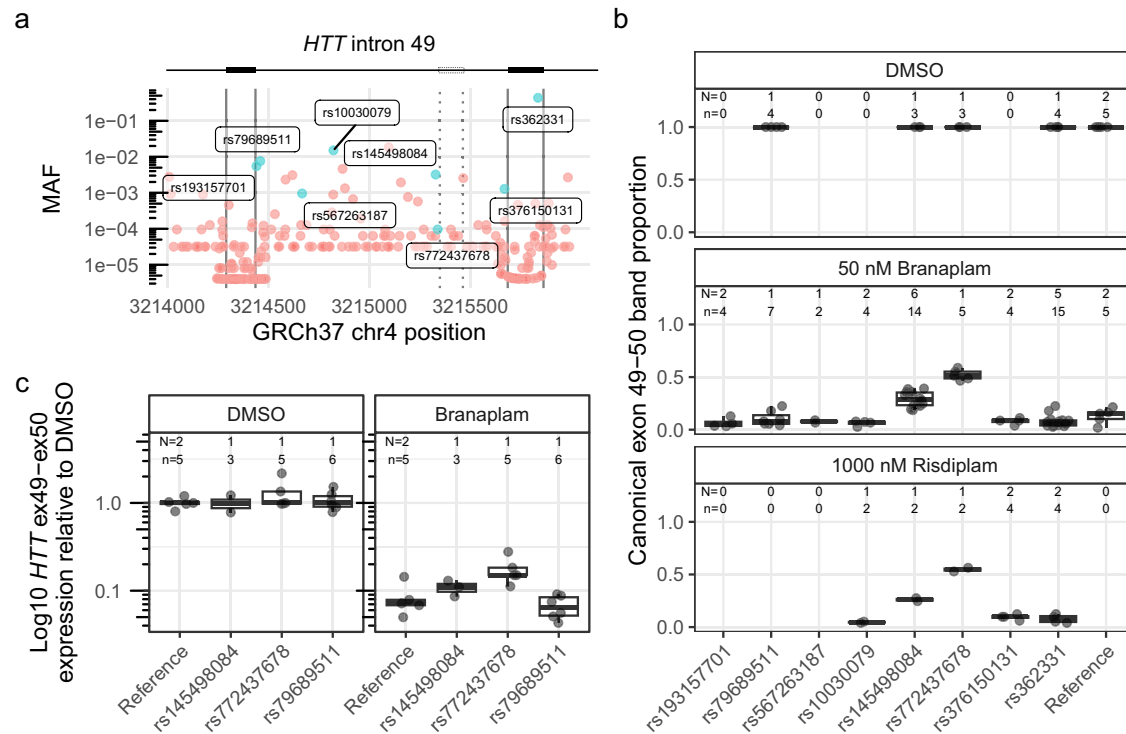 a
HTT intron 49
1e−01
1e−02
1e−03
1e−04
1e−05
MAF
rs10030079
rs362331
rs79689511
rs145498084
rs193157701
rs567263187
rs376150131
rs772437678
3214000 3214500 3215000 3215500
GRCh37 chr4 position
b
Canonical exon 49−50 band proportion
DMSO
N= 0 1 0 0 1 1 0 1 2
n= 0 4 0 0 3 3 0 4 5
1.0
0.5
0.0
50 nM Branaplam
N= 2 1 1 2 6 1 2 5 2
n= 4 7 2 4 14 5 4 15 5
1.0
0.5
0.0
1000 nM Risdiplam
N= 0 0 0 1 1 1 2 2 0
n= 0 0 0 2 2 2 4 4 0
1.0
0.5
0.0
rs193157701
rs79689511
rs567263187
rs10030079
rs145498084
rs772437678
rs376150131
rs362331
Reference
c
Log10 HTT ex49−ex50
expression relative to DMSO
DMSO
N=2 1 1 1
n=5 3 5 6
1.0
0.1
Reference
rs145498084
rs772437678
rs79689511
Branaplam
N=2 1 1 1
n=5 3 5 6
Reference
rs145498084
rs772437678
rs79689511